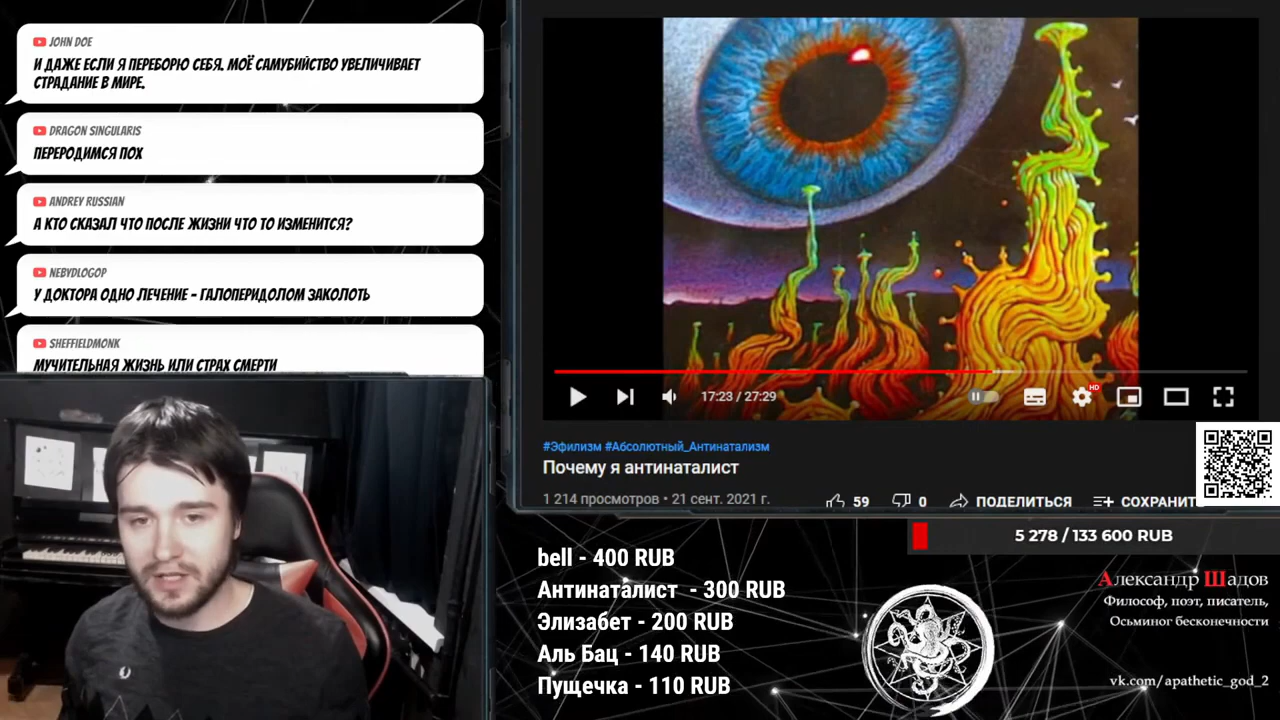 JOHN DOE
И ДАЖЕ ЕСЛИ Я ПЕРЕБОРЮ СЕБЯ. МОЁ САМУБИЙСТВО УВЕЛИЧИВАЕТ
СТРАДАНИЕ В МИРЕ.
DRAGON SINGULARIS
ПЕРЕРОДИМСЯ ПОХ
ANDREY RUSSIAN
А КТО СКАЗАЛ ЧТО ПОСЛЕ ЖИЗНИ ЧТО ТО ИЗМЕНИТСЯ?
NEBYDLOGOP
У ДОКТОРА ОДНО ЛЕЧЕНИЕ - ГАЛОПЕРИДОЛОМ ЗАКОЛОТЬ
SHEFFIELDMONK
МУЧИТЕЛЬНАЯ ЖИЗНЬ ИЛИ СТРАХ СМЕРТИ
17:23 / 27:29
HD
#Эфилизм #Абсолютный_Антинатализм
Почему я антинаталист
1 214 просмотров • 21 сент. 2021 г.
59
0
ПОДЕЛИТЬСЯ
СОХРАНИТЬ
5 278 / 133 600 RUB
bell - 400 RUB
Антинаталист - 300 RUB
Элизабет - 200 RUB
Аль Бац - 140 RUB
Пущечка - 110 RUB
Александр Шадов
Философ, поэт, писатель,
Осьминог бесконечности
vk.com/apathetic_god_2